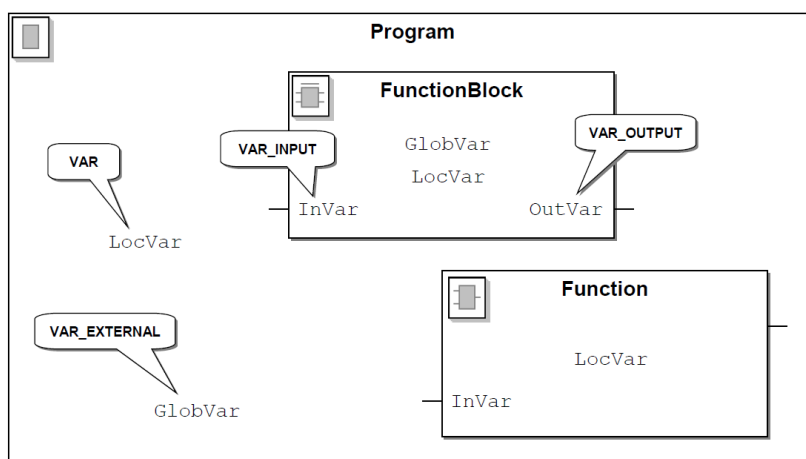 Program
FunctionBlock
VAR_INPUT
VAR_OUTPUT
VAR
GlobVar
LocVar
InVar
OutVar
LocVar
Function
VAR_EXTERNAL
LocVar
InVar
GlobVar